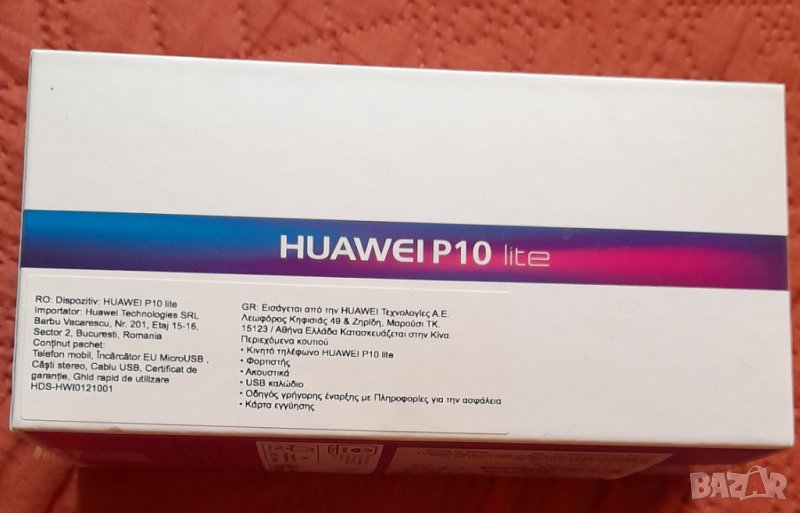 HUAWEI P10 lite
RO: Dispozitiv: HUAWEI P10 lite
Importator: Huawei Technologies SRL
Barbu Vacarescu, Nr. 201, Etaj 15-16,
Sector 2, Bucuresti, Romania
Conținut pachet:
Telefon mobil, Încărcător EU MicroUSB ,
Căști stereo, Cablu USB, Certificat de
garanție, Ghid rapid de utilizare
HDS-HWI0121001
GR: Εισάγεται από την HUAWEI Τεχνολογίες Α.Ε.
Λεωφόρος Κηφισίας 49 & Ζηρίδη, Μαρούσι ΤΚ.
15123 / Αθήνα Ελλάδα Κατασκευάζεται στην Κίνα.
Περιεχόμενα κουτιού
• Κινητό τηλέφωνο HUAWEI P10 lite
• Φορτιστής
• Ακουστικά
• USB καλώδιο
• Οδηγός γρήγορης έναρξης με Πληροφορίες για την ασφάλεια
• Κάρτα εγγύησης
BAZAR